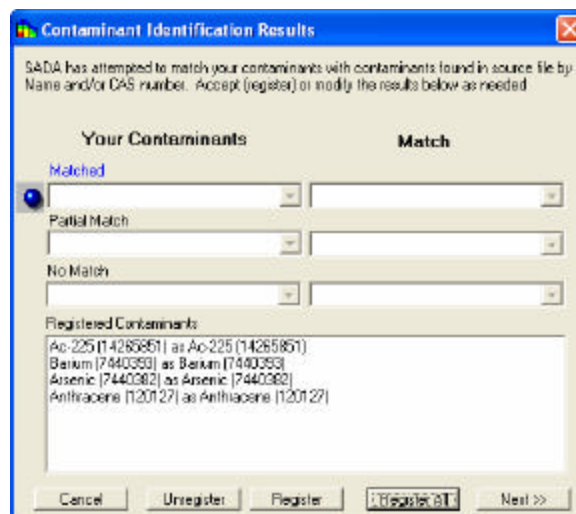 Contaminant Identification Results
SADA has attempted to match your contaminants with contaminants found in source file by
Name and/or CAS number. Accept (register) or modify the results below as needed
Your Contaminants Match
Matched
Partial Match
No Match
Registered Contaminants
Ac-225 (14265851) as Ac-225 (14265851)
Barium (7440393) as Barium (7440393)
Arsenic (7440382) as Arsenic (7440382)
Anthracene (120127) as Anthracene (120127)
Cancel Unregister Register Register All Next >>